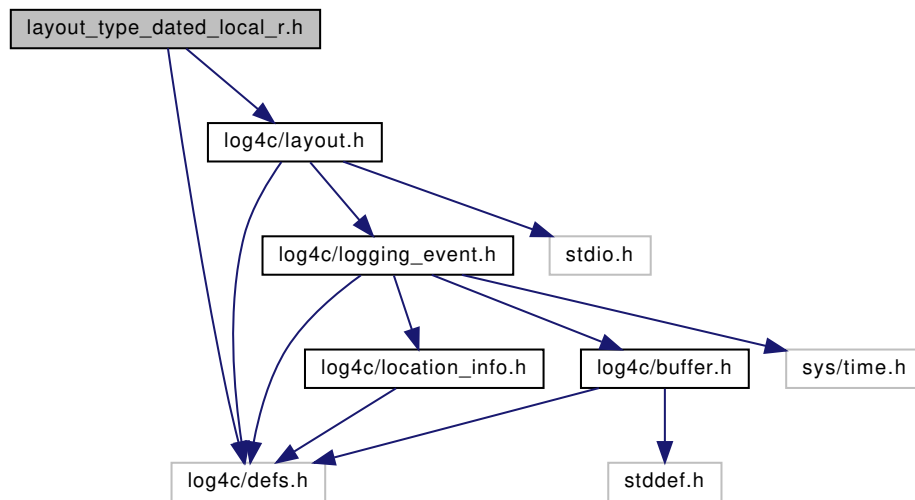 layout_type_dated_local_r.h
log4c/layout.h
log4c/logging_event.h
stdio.h
log4c/location_info.h
log4c/buffer.h
sys/time.h
log4c/defs.h
stddef.h